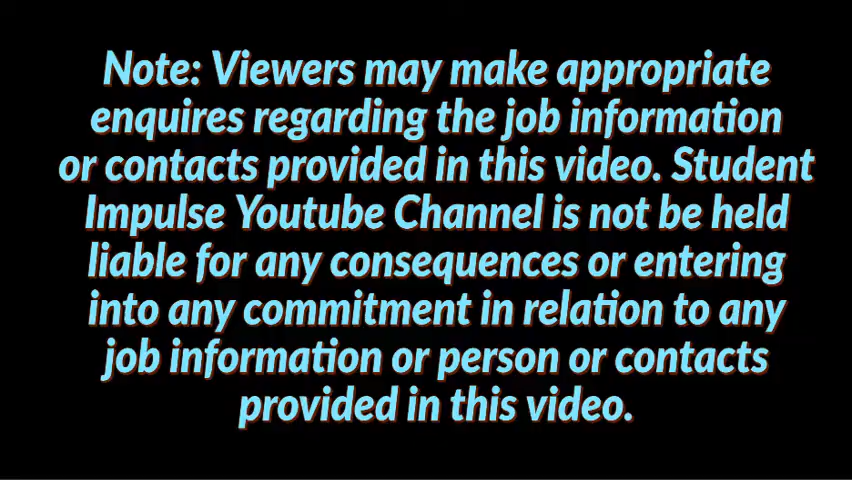 Note: Viewers may make appropriate
enquires regarding the job information
or contacts provided in this video. Student
Impulse Youtube Channel is not be held
liable for any consequences or entering
into any commitment in relation to any
job information or person or contacts
provided in this video.